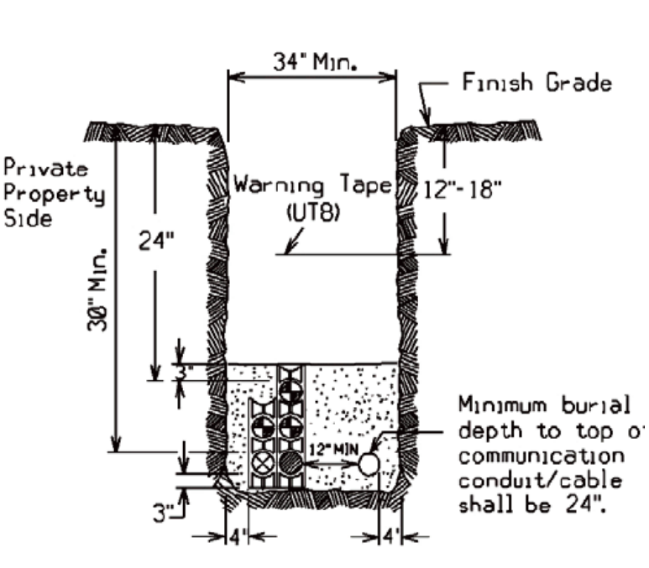 34" Min.
Finish Grade
Private
Property
Side
Warning Tape
(UT8)
12"-18"
24"
30" Min.
3"
12" MIN
Minimum burial
depth to top o
communication
conduit/cable
shall be 24".
3"
4"
4"